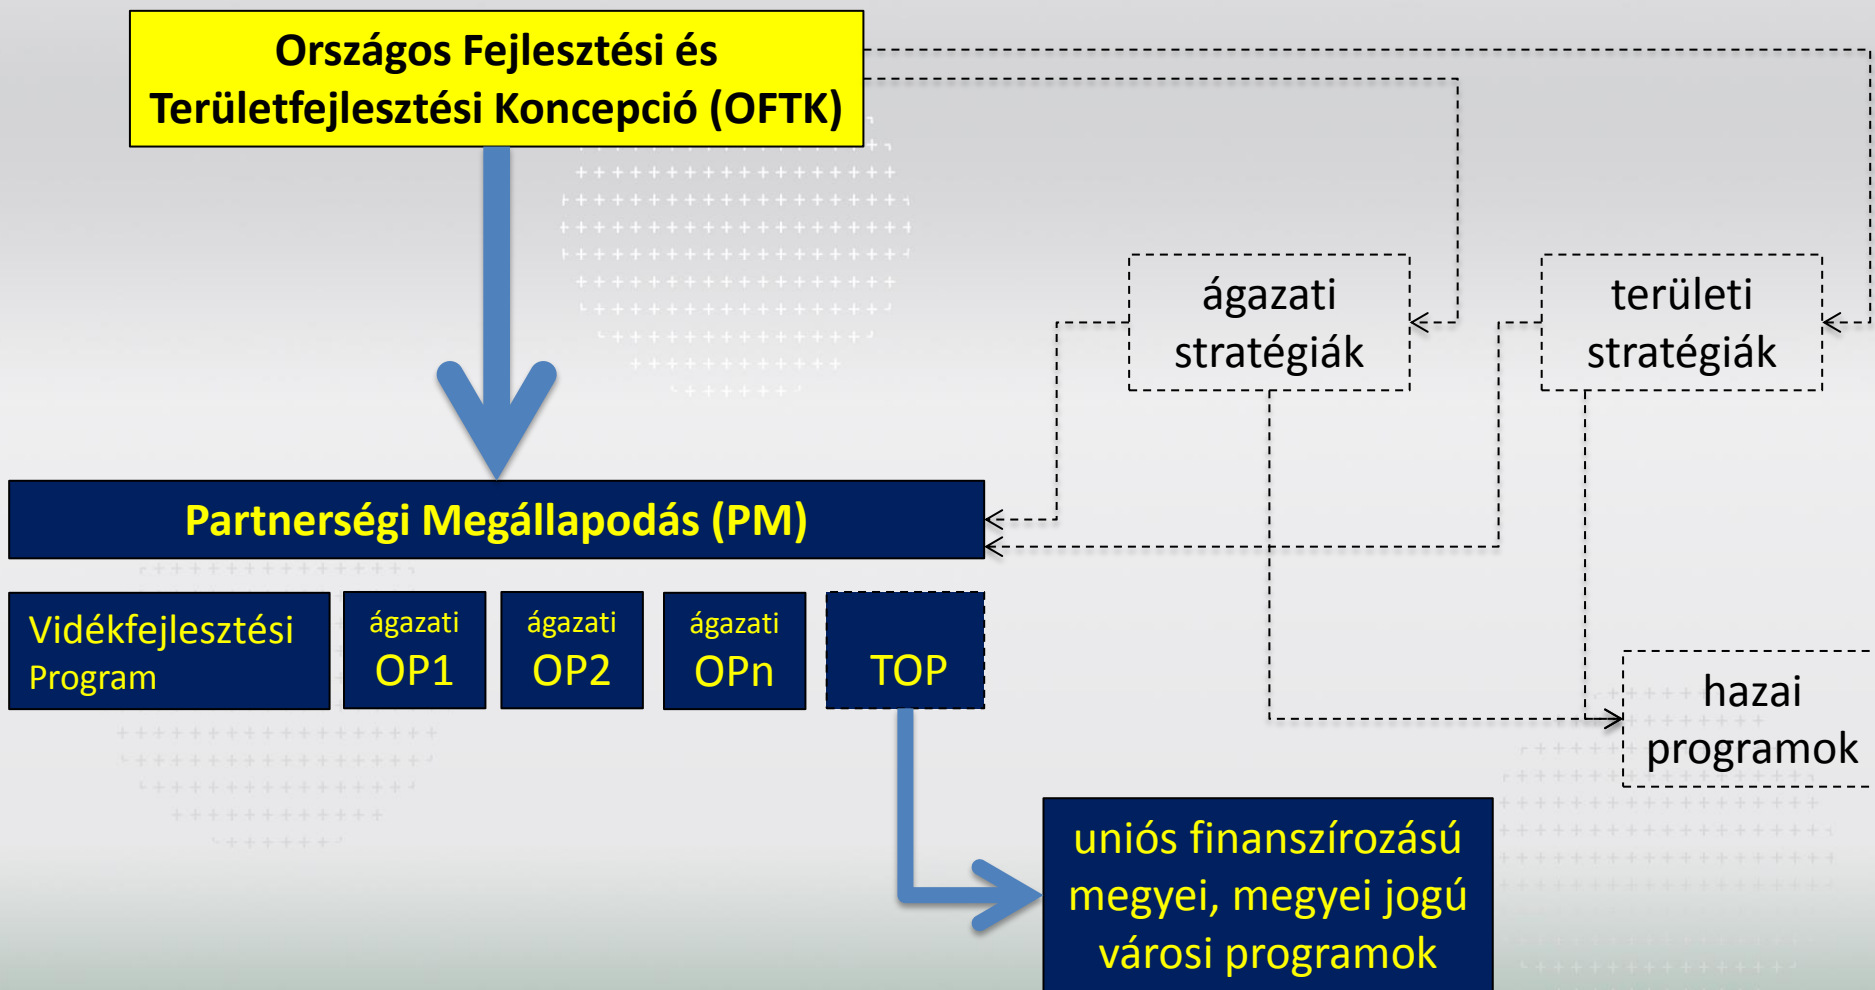 Országos Fejlesztési és
Területfejlesztési Koncepció (OFTK)
ágazati
stratégiák
területi
stratégiák
Partnerségi Megállapodás (PM)
Vidékfejlesztési
Program
ágazati
OP1
ágazati
OP2
ágazati
OPn
TOP
hazai
programok
uniós finanszírozású
megyei, megyei jogú
városi programok